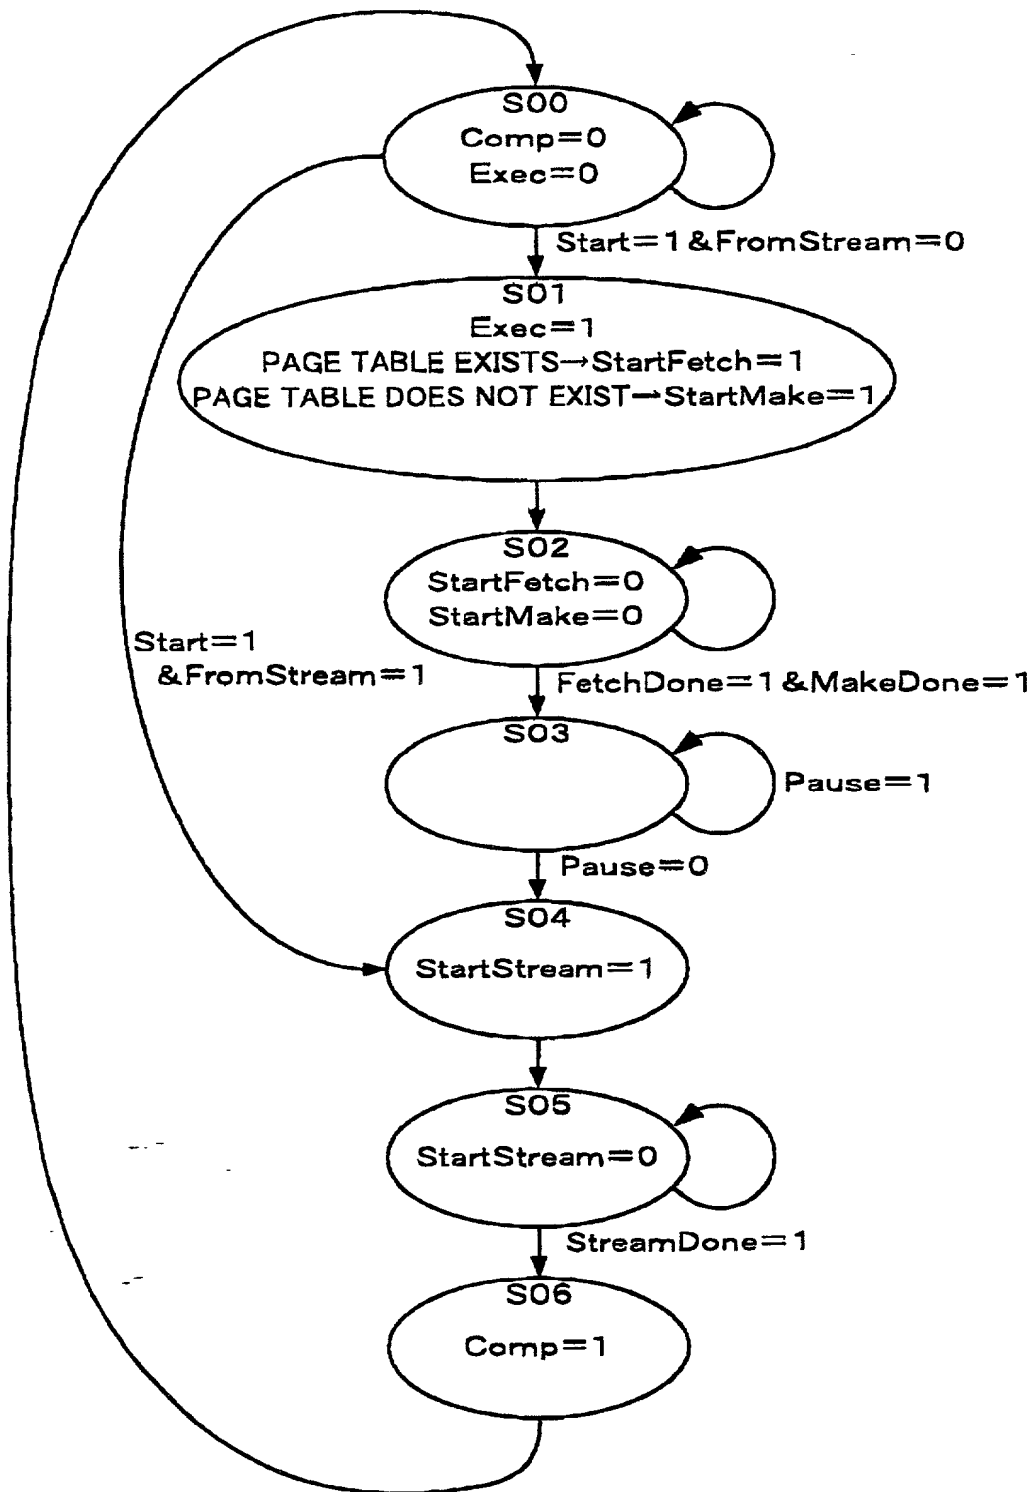 S00
Comp=0
Exec=0
Start=1 &FromStream=0
S01
Exec=1
PAGE TABLE EXISTS→StartFetch=1
PAGE TABLE DOES NOT EXIST→StartMake=1
S02
StartFetch=0
StartMake=0
Start=1
&FromStream=1
FetchDone=1 &MakeDone=1
S03
Pause=1
Pause=0
S04
StartStream=1
S05
StartStream=0
StreamDone=1
S06
Comp=1